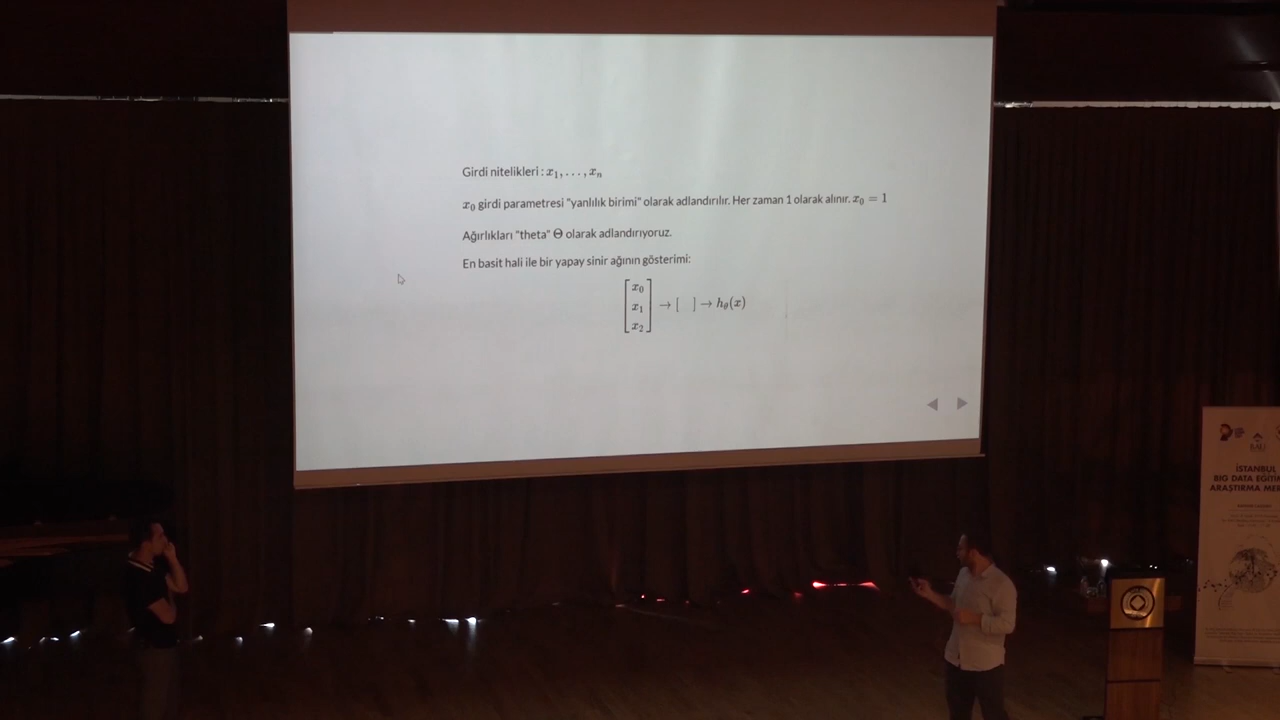 Girdi nitelikleri : x₁, . . . , xₙ
x₀ girdi parametresi "yanlılık birimi" olarak adlandırılır. Her zaman 1 olarak alınır. x₀ = 1
Ağırlıkları "theta" Θ olarak adlandırıyoruz.
En basit hali ile bir yapay sinir ağının gösterimi:
[x₀ x₁ x₂] → [ ] → hθ(x)
İSTANBUL
BIG DATA EĞİTİ
ARAŞTIRMA